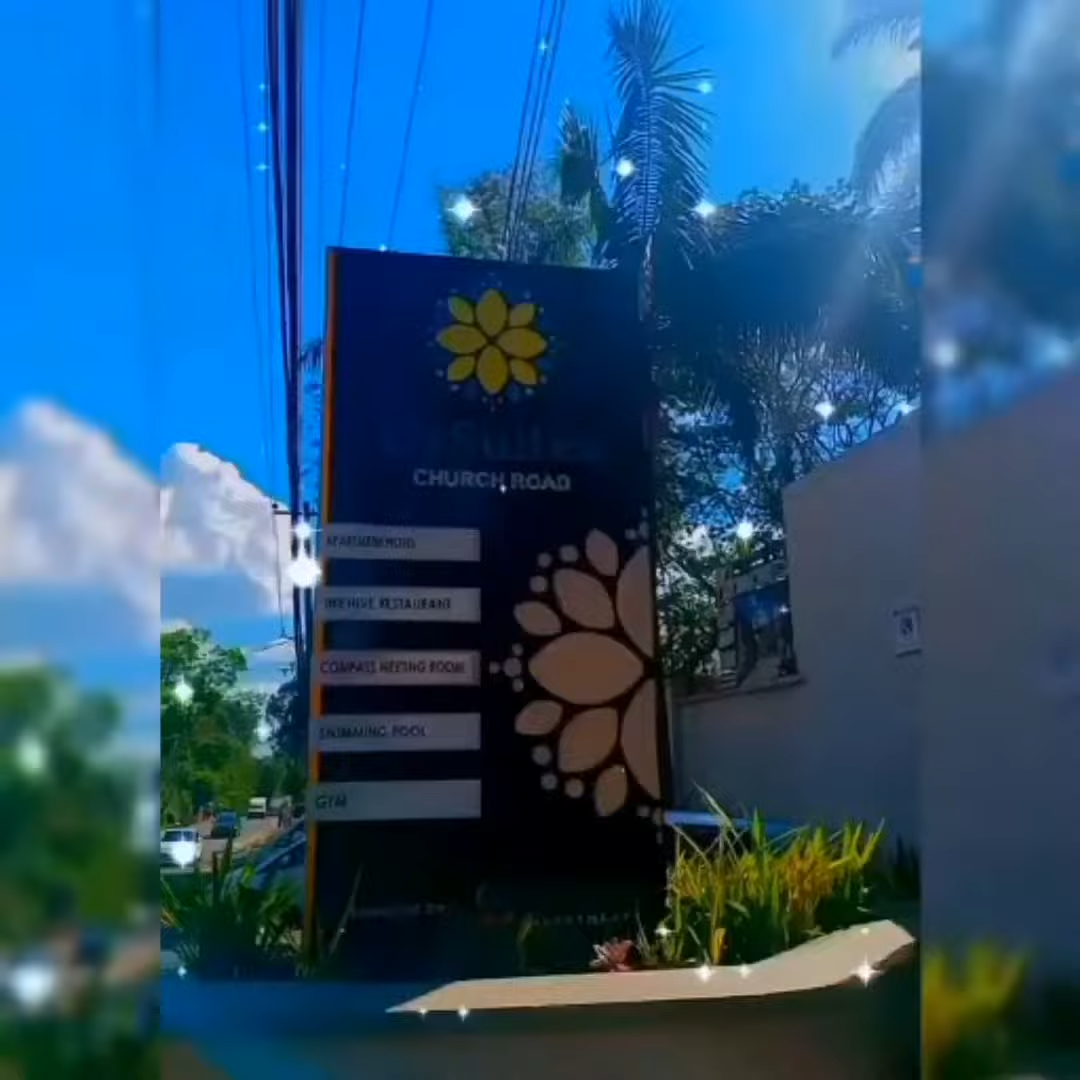 CHURCH ROAD
APARTMENTS
BEEHIVE RESTAURANT
COMPASS MEETING ROOM
SWIMMING POOL
GYM